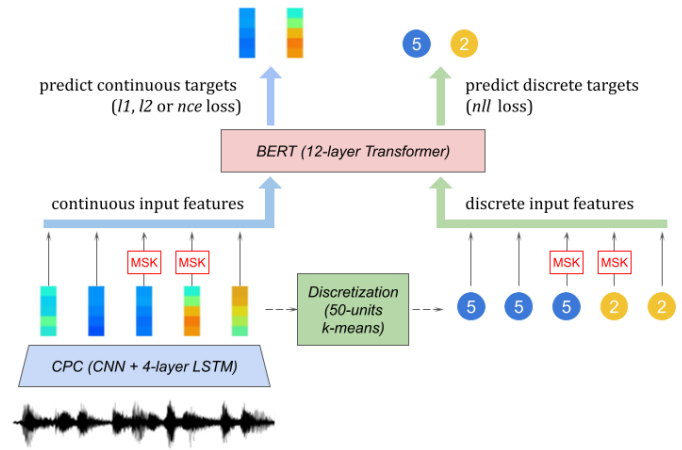 5 2
predict continuous targets
(l1, l2 or nce loss)
predict discrete targets
(nll loss)
BERT (12-layer Transformer)
continuous input features
discrete input features
MSK MSK
MSK MSK
Discretization
(50-units
k-means)
5 5 5 2 2
CPC (CNN + 4-layer LSTM)